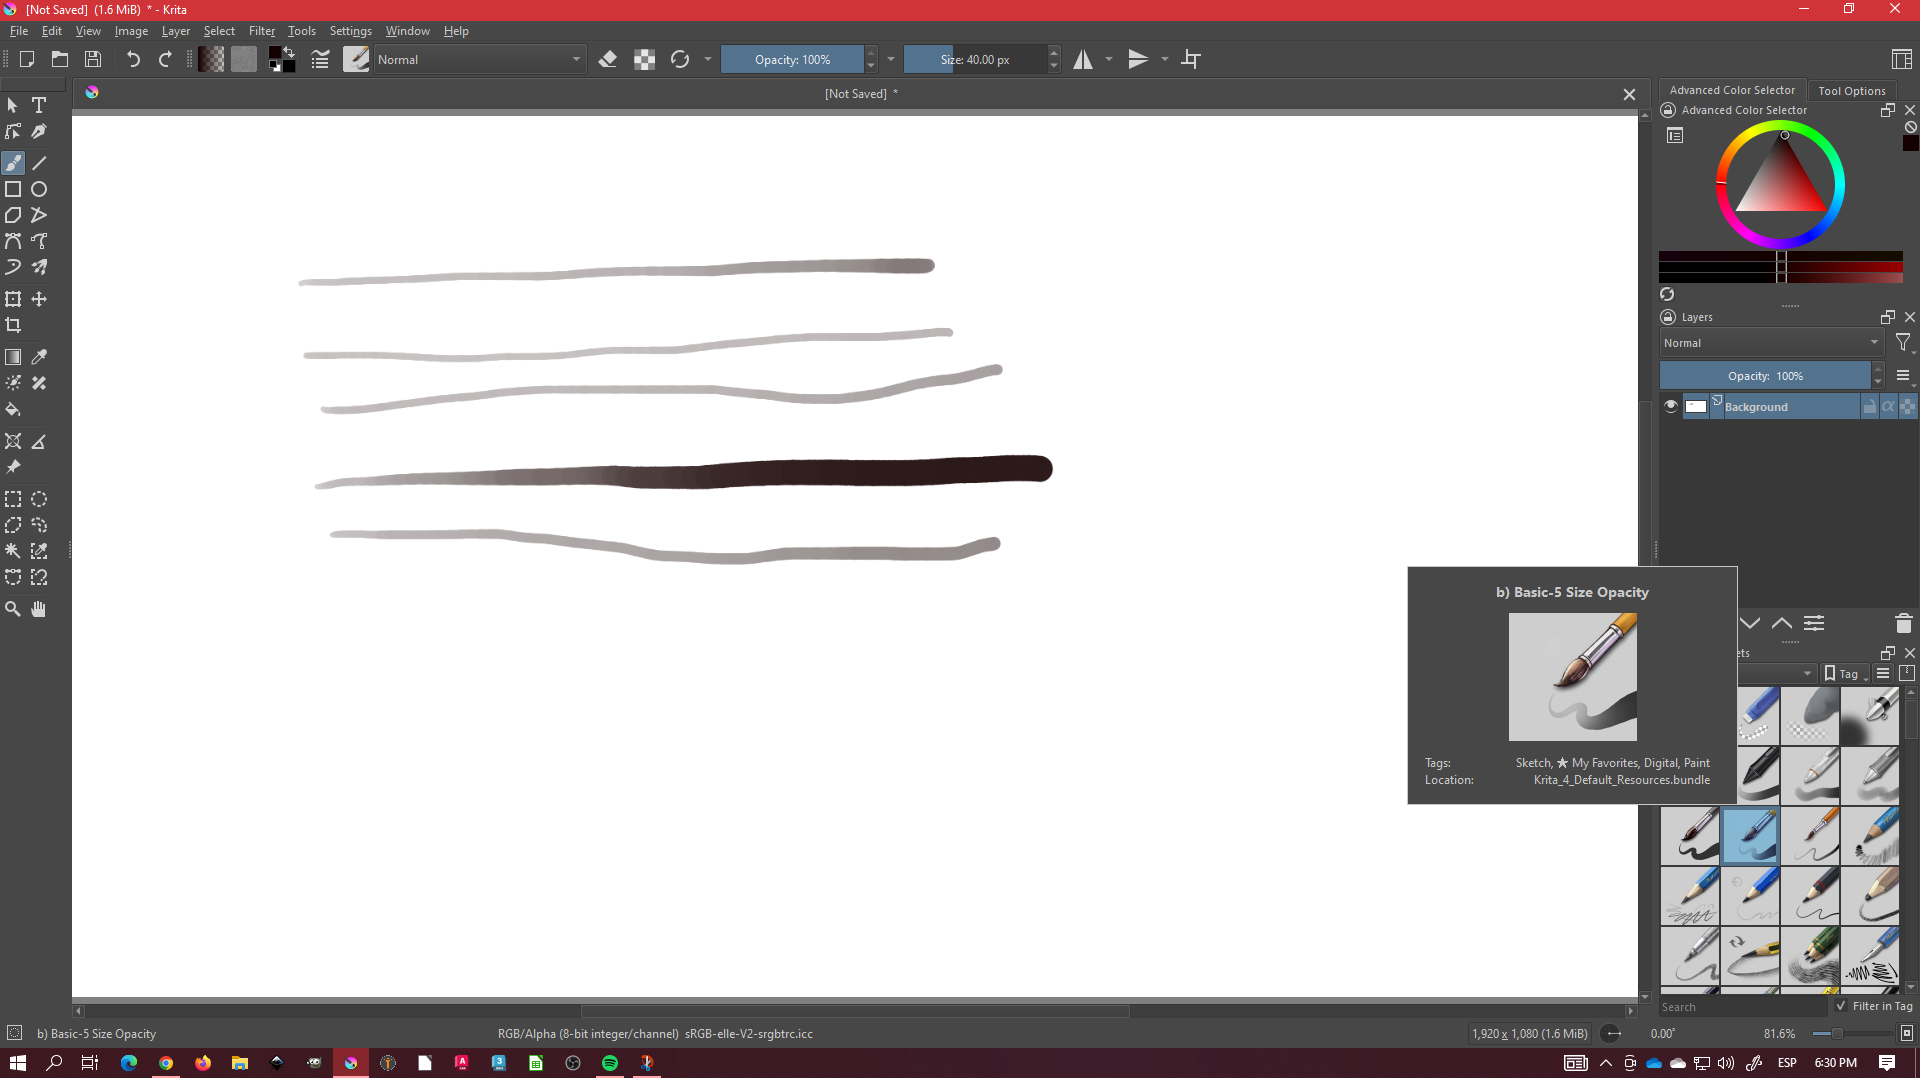 [Not Saved]  (1.6 MiB)  * - Krita
File Edit View Image Layer Select Filter Tools Settings Window Help
Normal
Opacity: 100%
Size: 40.00 px
[Not Saved]  *
Advanced Color Selector
Tool Options
Advanced Color Selector
Layers
Normal
Opacity:  100%
Background
b) Basic-5 Size Opacity
Tags: Sketch, ★ My Favorites, Digital, Paint
Location: Krita_4_Default_Resources.bundle
ets
Tag
Search
Filter in Tag
b) Basic-5 Size Opacity
RGB/Alpha (8-bit integer/channel)  sRGB-elle-V2-srgbtrc.icc
1,920 x 1,080 (1.6 MiB)
0.00°
81.6%
ESP
6:30 PM